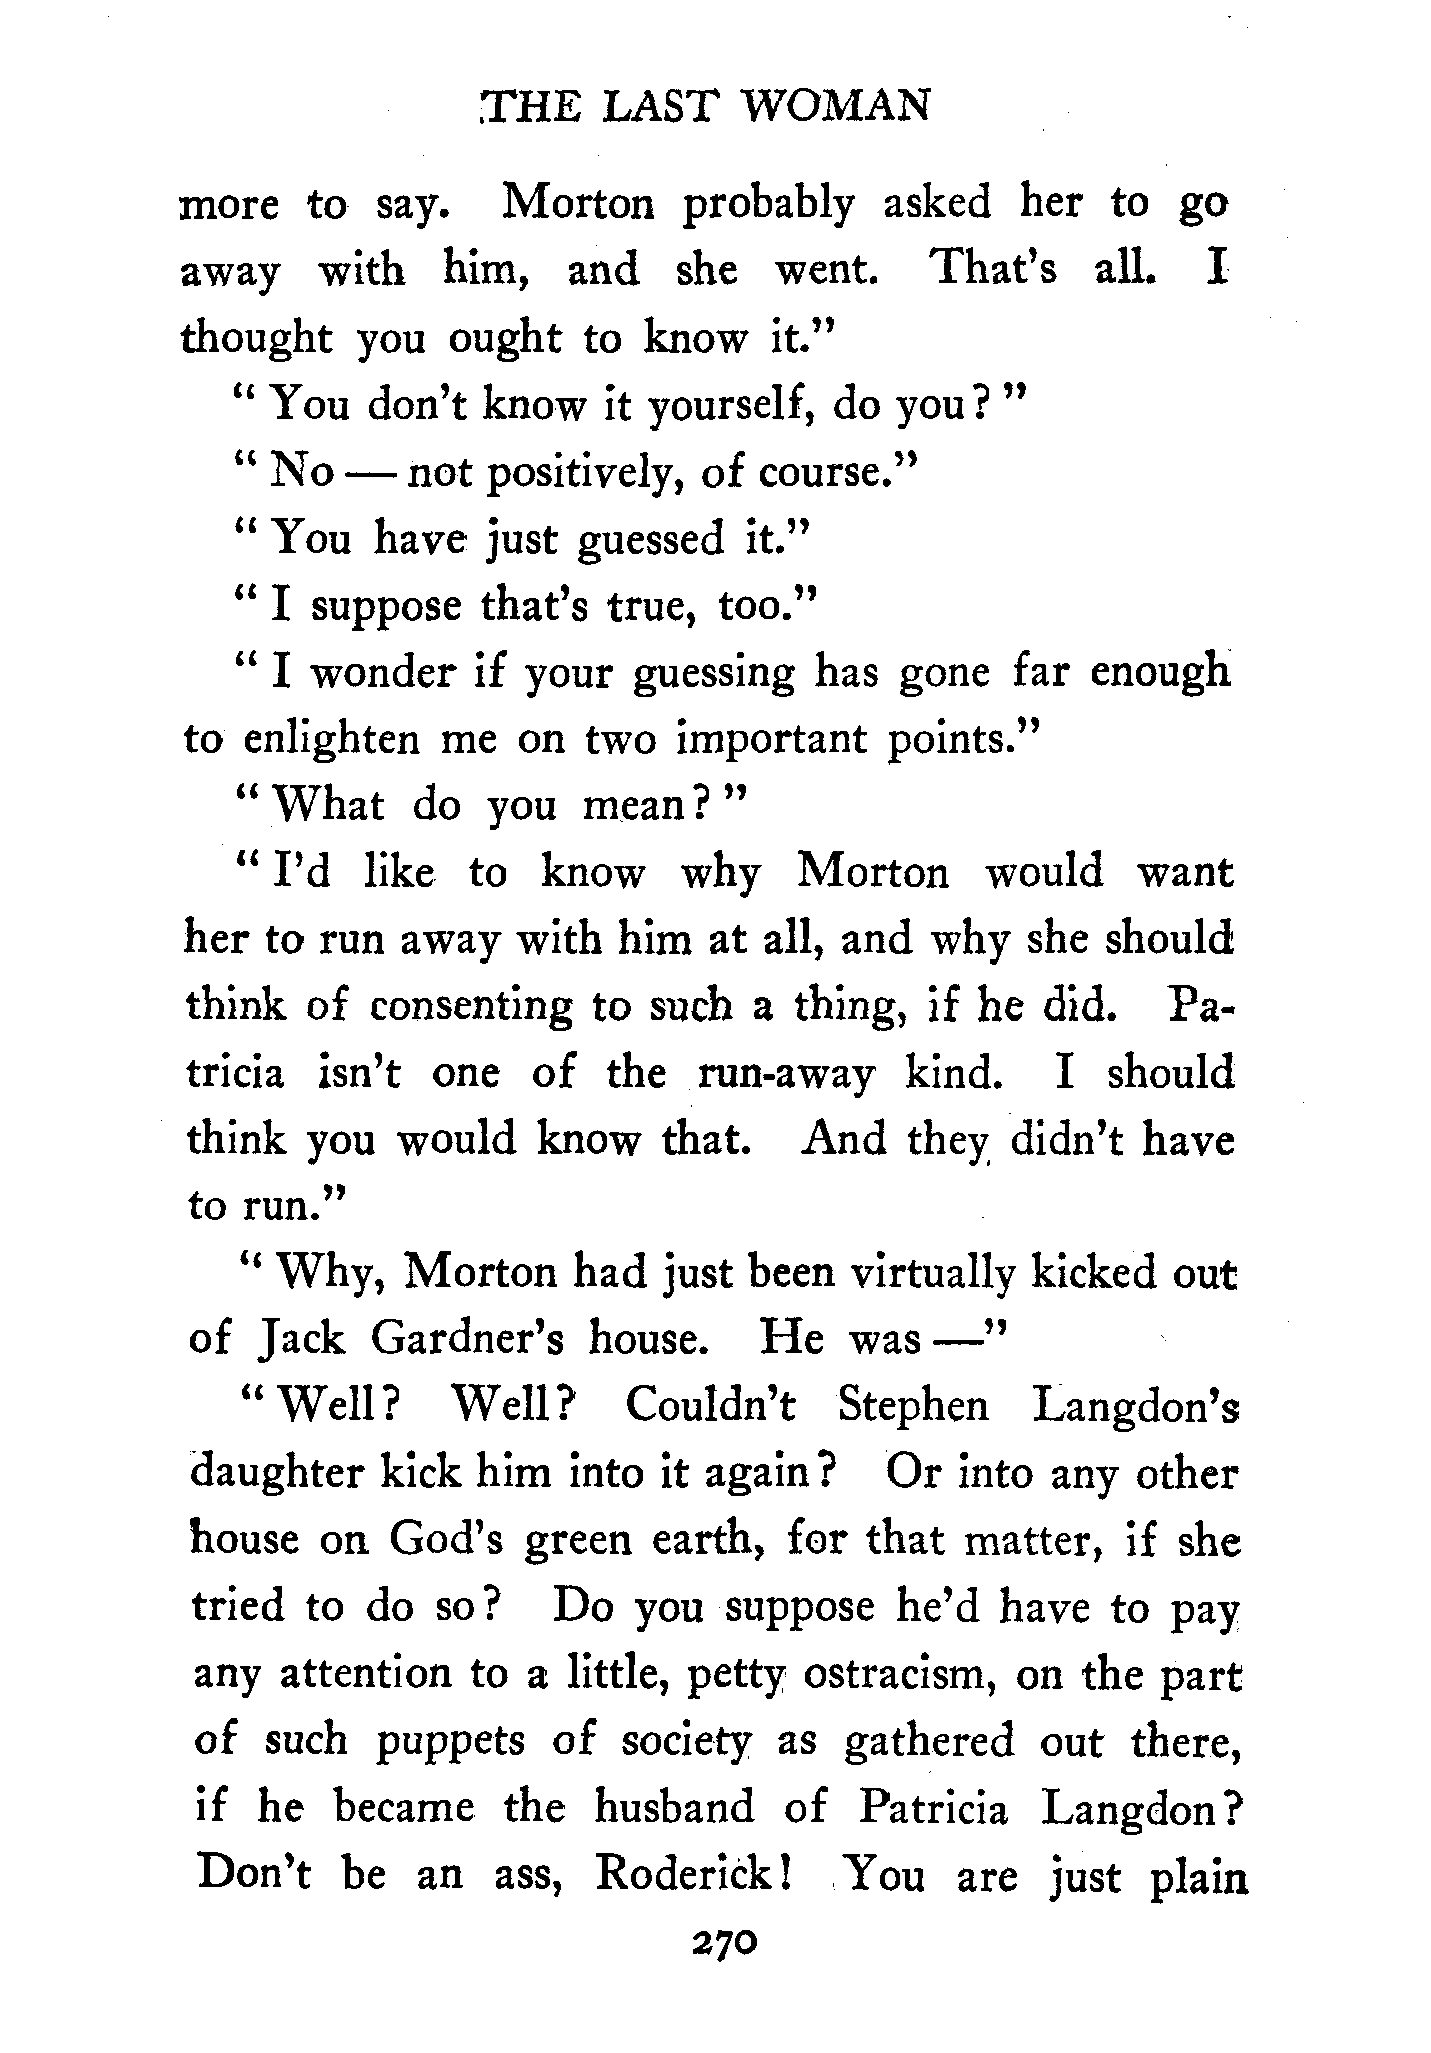 THE LAST WOMAN
more to say. Morton probably asked her to go
away with him, and she went. That's all. I
thought you ought to know it."
" You don't know it yourself, do you? "
" No — not positively, of course."
" You have just guessed it."
" I suppose that's true, too."
" I wonder if your guessing has gone far enough
to enlighten me on two important points."
" What do you mean? "
" I'd like to know why Morton would want
her to run away with him at all, and why she should
think of consenting to such a thing, if he did. Pa-
tricia isn't one of the run-away kind. I should
think you would know that. And they didn't have
to run."
" Why, Morton had just been virtually kicked out
of Jack Gardner's house. He was —"
" Well? Well? Couldn't Stephen Langdon's
daughter kick him into it again? Or into any other
house on God's green earth, for that matter, if she
tried to do so? Do you suppose he'd have to pay
any attention to a little, petty ostracism, on the part
of such puppets of society as gathered out there,
if he became the husband of Patricia Langdon?
Don't be an ass, Roderick! You are just plain
270